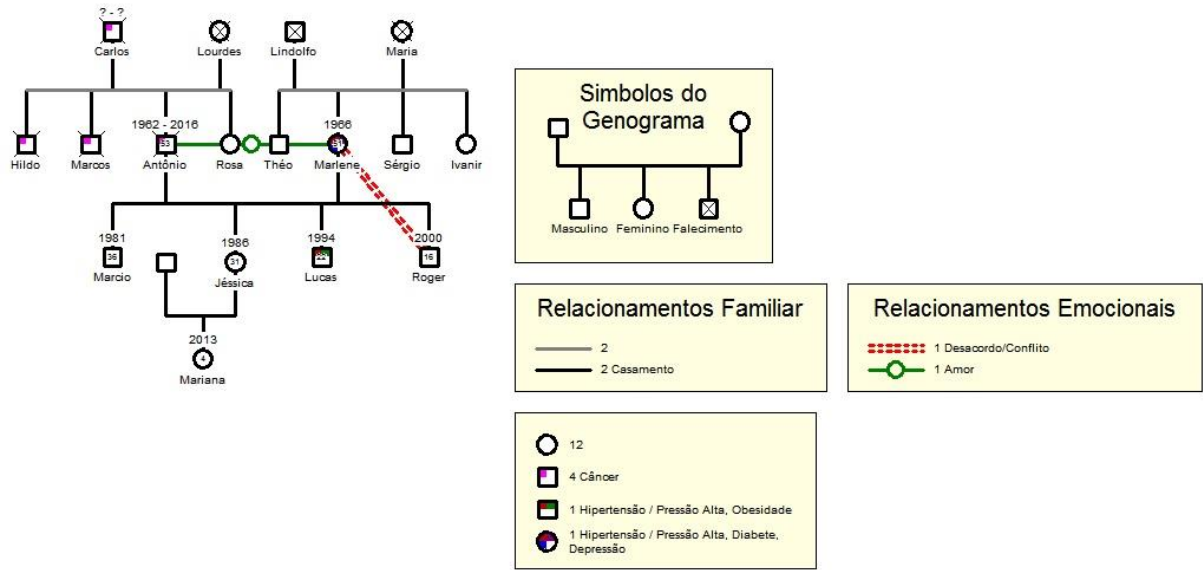 ? - ?
Carlos
Lourdes
Lindolfo
Maria
1962 - 2016
1966
53
51
Hildo
Marcos
Antônio
Rosa
Théo
Marlene
Sérgio
Ivanir
1981
1986
1994
2000
36
31
22
16
Marcio
Jéssica
Lucas
Roger
2013
4
Mariana
Simbolos do
Genograma
Masculino
Feminino
Falecimento
Relacionamentos Familiar
2
2 Casamento
Relacionamentos Emocionais
1 Desacordo/Conflito
1 Amor
12
4 Câncer
1 Hipertensão / Pressão Alta, Obesidade
1 Hipertensão / Pressão Alta, Diabete,
Depressão